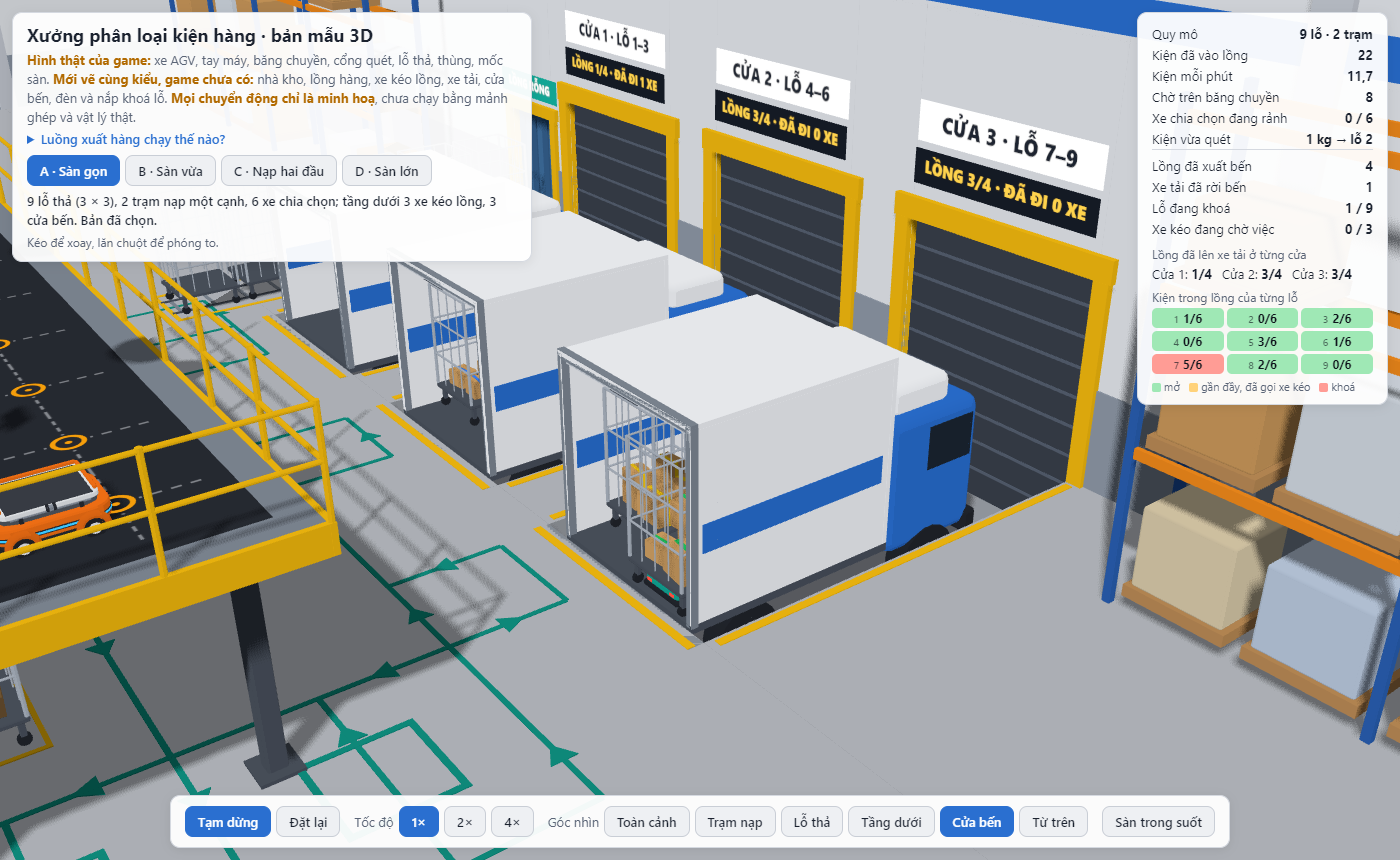 Xưởng phân loại kiện hàng · bản mẫu 3D
Hình thật của game: xe AGV, tay máy, băng chuyền, cổng quét, lỗ thả, thùng, mốc
sàn. Mới vẽ cùng kiểu, game chưa có: nhà kho, lồng hàng, xe kéo lồng, xe tải, cửa
bến, đèn và nắp khoá lỗ. Mọi chuyển động chỉ là minh hoạ, chưa chạy bằng mảnh
ghép và vật lý thật.
▶ Luồng xuất hàng chạy thế nào?
A · Sàn gọn
B · Sàn vừa
C · Nạp hai đầu
D · Sàn lớn
9 lỗ thả (3 × 3), 2 trạm nạp một cạnh, 6 xe chia chọn; tầng dưới 3 xe kéo lồng, 3
cửa bến. Bản đã chọn.
Kéo để xoay, lăn chuột để phóng to.
CỬA 1 · LỖ 1–3
LỒNG 1/4 · ĐÃ ĐI 1 XE
CỬA 2 · LỖ 4–6
LỒNG 3/4 · ĐÃ ĐI 0 XE
CỬA 3 · LỖ 7–9
LỒNG 3/4 · ĐÃ ĐI 0 XE
Quy mô 9 lỗ · 2 trạm
Kiện đã vào lồng 22
Kiện mỗi phút 11,7
Chờ trên băng chuyền 8
Xe chia chọn đang rảnh 0 / 6
Kiện vừa quét 1 kg → lỗ 2
Lồng đã xuất bến 4
Xe tải đã rời bến 1
Lỗ đang khoá 1 / 9
Xe kéo đang chờ việc 0 / 3
Lồng đã lên xe tải ở từng cửa
Cửa 1: 1/4 Cửa 2: 3/4 Cửa 3: 3/4
Kiện trong lồng của từng lỗ
1 1/6 2 0/6 3 2/6
4 0/6 5 3/6 6 1/6
7 5/6 8 2/6 9 0/6
mở gần đầy, đã gọi xe kéo khoá
Tạm dừng
Đặt lại
Tốc độ
1×
2×
4×
Góc nhìn
Toàn cảnh
Trạm nạp
Lỗ thả
Tầng dưới
Cửa bến
Từ trên
Sàn trong suốt